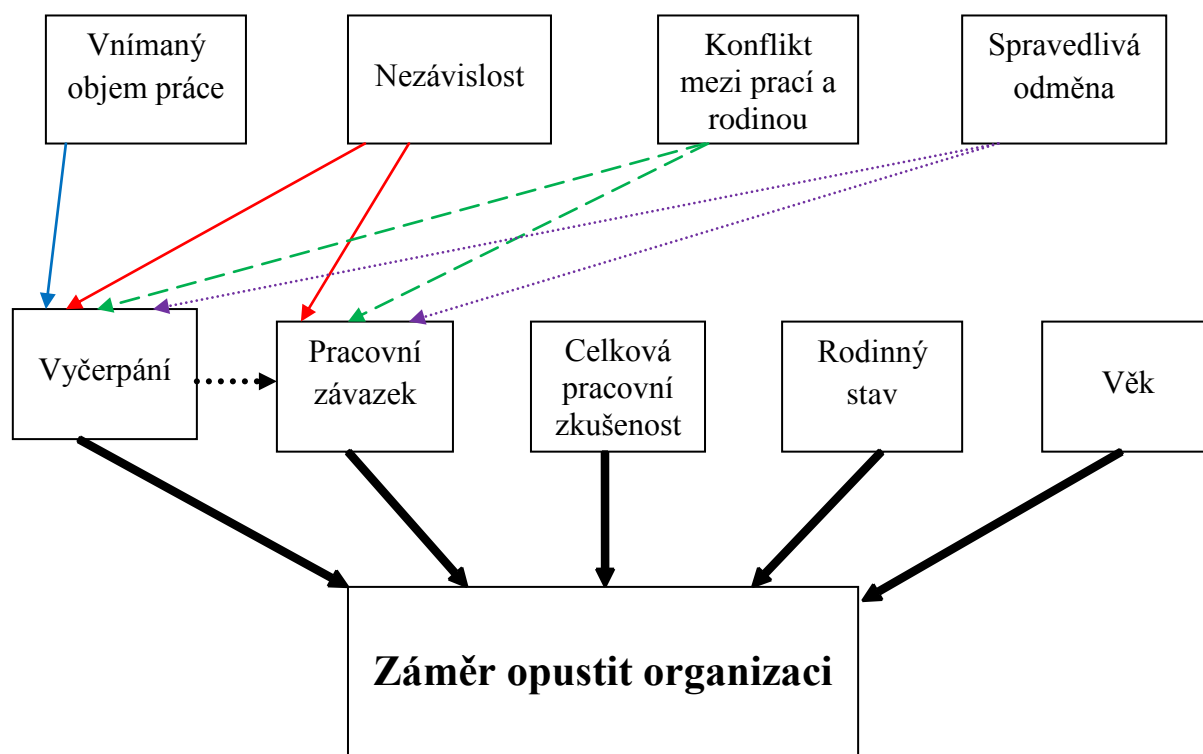 Vnímaný
objem práce
Nezávislost
Konflikt
mezi prací a
rodinou
Spravedlivá
odměna
Vyčerpání
Pracovní
závazek
Celková
pracovní
zkušenost
Rodinný
stav
Věk
Záměr opustit organizaci